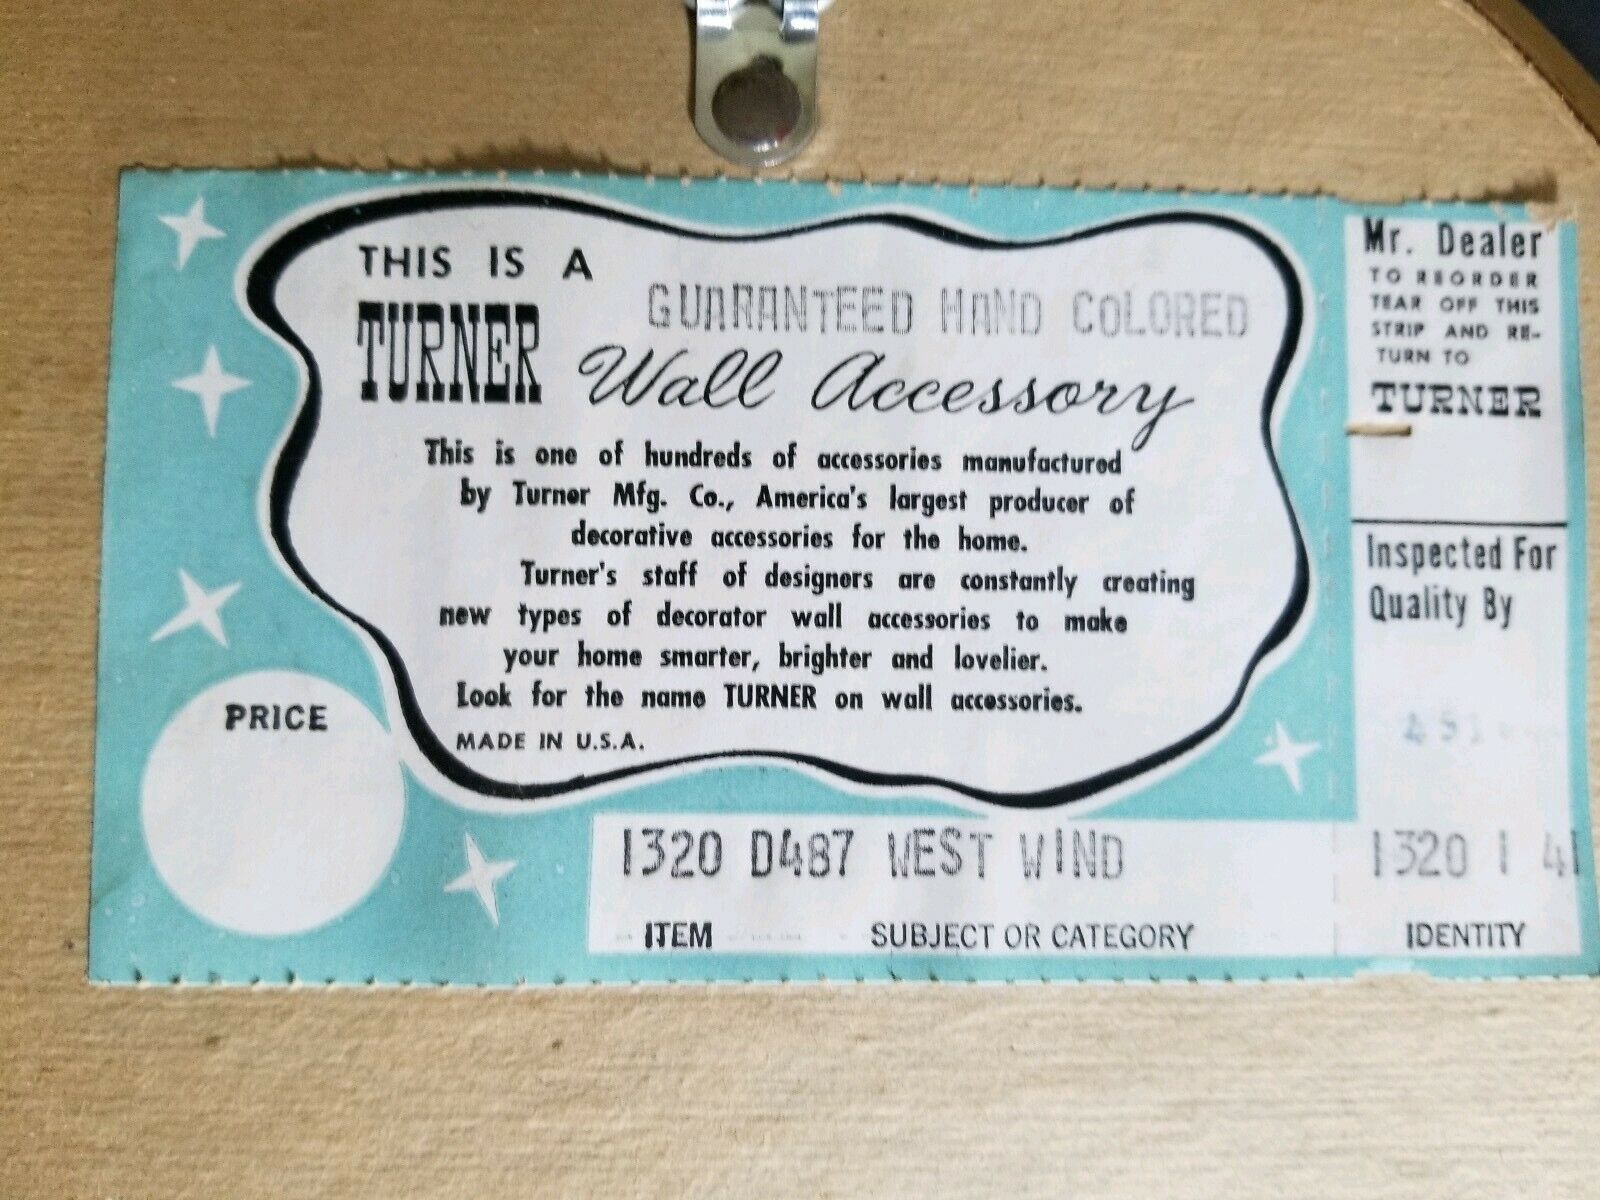 THIS IS A
GUARANTEED HAND COLORED
TURNER Wall Accessory
This is one of hundreds of accessories manufactured
by Turner Mfg. Co., America's largest producer of
decorative accessories for the home.
Turner's staff of designers are constantly creating
new types of decorator wall accessories to make
your home smarter, brighter and lovelier.
Look for the name TURNER on wall accessories.
MADE IN U.S.A.
PRICE
1320 D487 WEST WIND
ITEM SUBJECT OR CATEGORY
Mr. Dealer
TO REORDER
TEAR OFF THIS
STRIP AND RE-
TURN TO
TURNER
Inspected For
Quality By
1320 1 41
IDENTITY